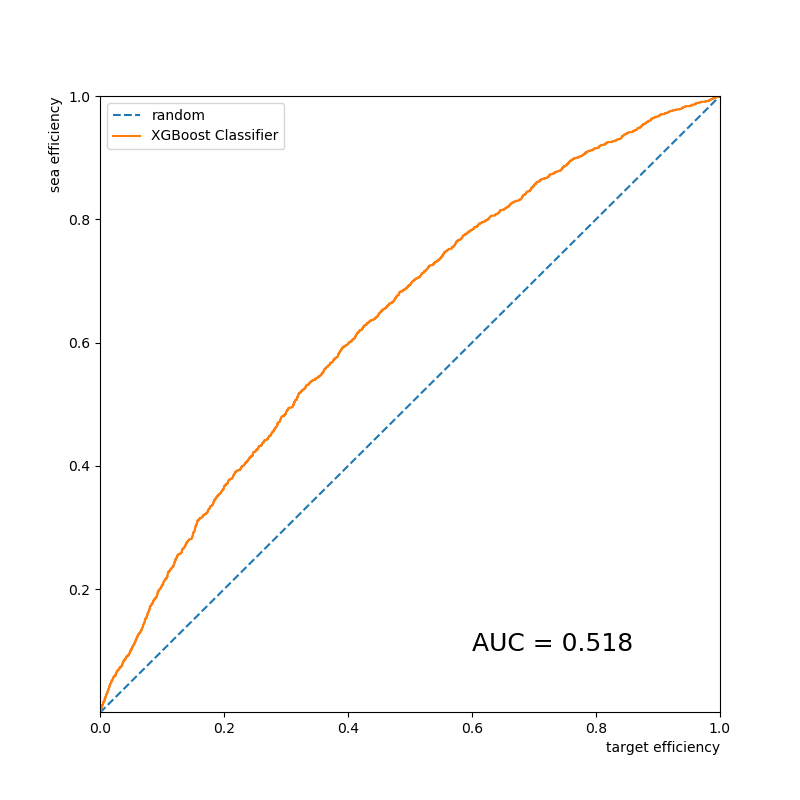 sea efficiency
1.0
0.8
0.6
0.4
0.2
random
XGBoost Classifier
AUC = 0.518
0.0 0.2 0.4 0.6 0.8 1.0
target efficiency